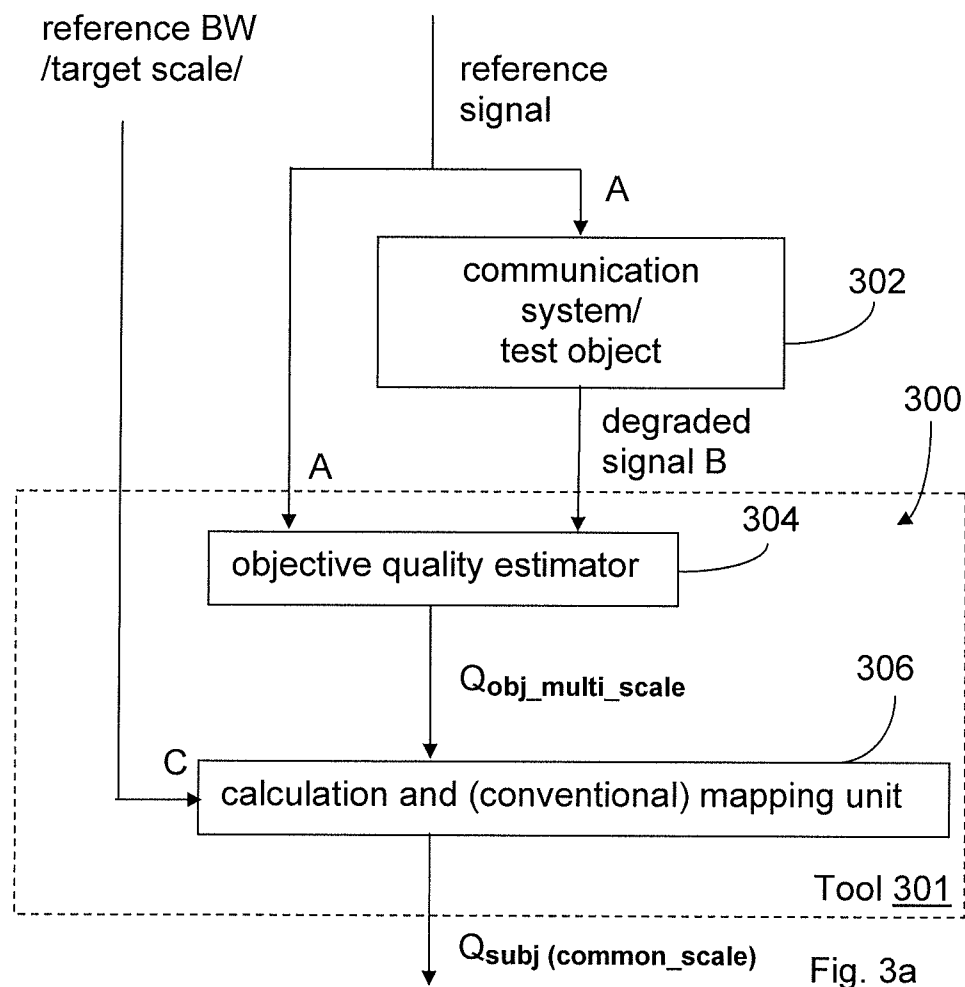 reference BW
/target scale/
reference
signal
A
communication
system/
test object
302
degraded
signal B
300
A
304
objective quality estimator
Qobj_multi_scale
306
C
calculation and (conventional) mapping unit
Tool 301
Qsubj (common_scale)
Fig. 3a